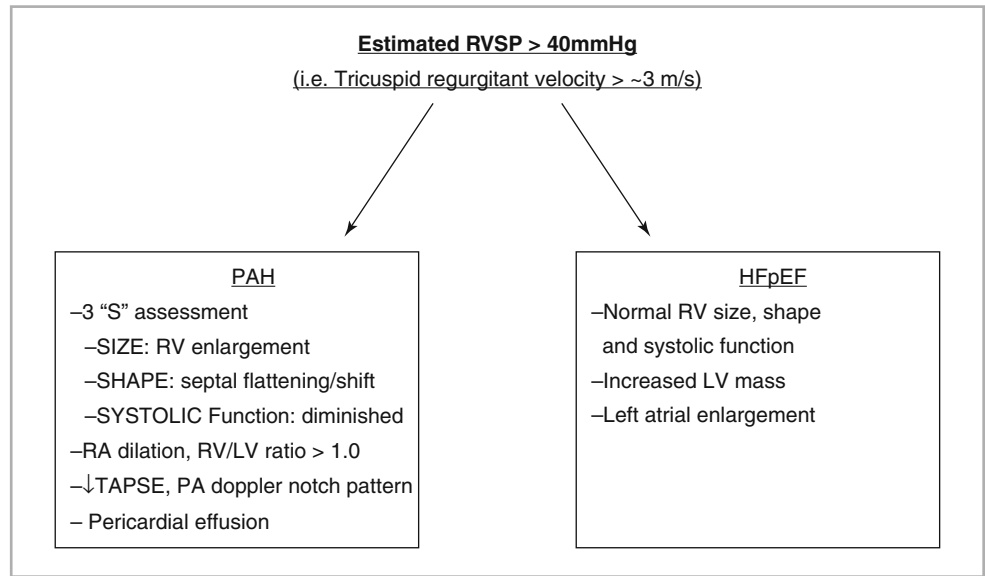 Estimated RVSP > 40mmHg
(i.e. Tricuspid regurgitant velocity > ~3 m/s)
PAH
–3 “S” assessment
–SIZE: RV enlargement
–SHAPE: septal flattening/shift
–SYSTOLIC Function: diminished
–RA dilation, RV/LV ratio > 1.0
–↓TAPSE, PA doppler notch pattern
– Pericardial effusion
HFpEF
–Normal RV size, shape
and systolic function
–Increased LV mass
–Left atrial enlargement